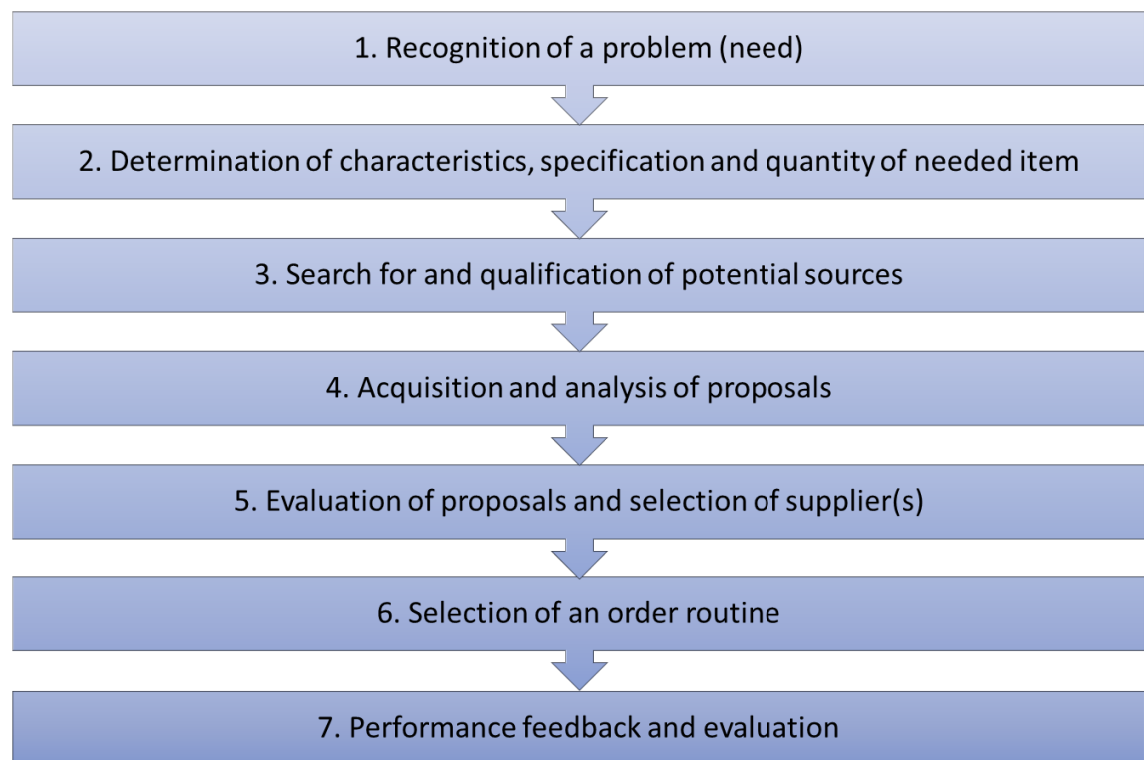 1. Recognition of a problem (need)
2. Determination of characteristics, specification and quantity of needed item
3. Search for and qualification of potential sources
4. Acquisition and analysis of proposals
5. Evaluation of proposals and selection of supplier(s)
6. Selection of an order routine
7. Performance feedback and evaluation